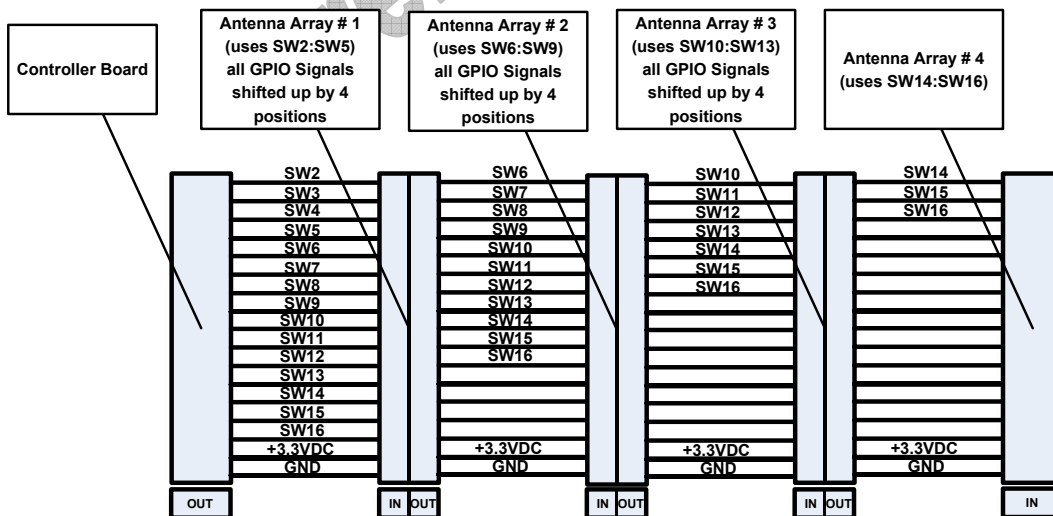 Controller Board
Antenna Array # 1
(uses SW2:SW5)
all GPIO Signals
shifted up by 4
positions
Antenna Array # 2
(uses SW6:SW9)
all GPIO Signals
shifted up by 4
positions
Antenna Array # 3
(uses SW10:SW13)
all GPIO Signals
shifted up by 4
positions
Antenna Array # 4
(uses SW14:SW16)
SW2
SW3
SW4
SW5
SW6
SW7
SW8
SW9
SW10
SW11
SW12
SW13
SW14
SW15
SW16
+3.3VDC
GND
SW6
SW7
SW8
SW9
SW10
SW11
SW12
SW13
SW14
SW15
SW16
+3.3VDC
GND
SW10
SW11
SW12
SW13
SW14
SW15
SW16
+3.3VDC
GND
SW14
SW15
SW16
+3.3VDC
GND
OUT
IN
OUT
IN
OUT
IN
OUT
IN